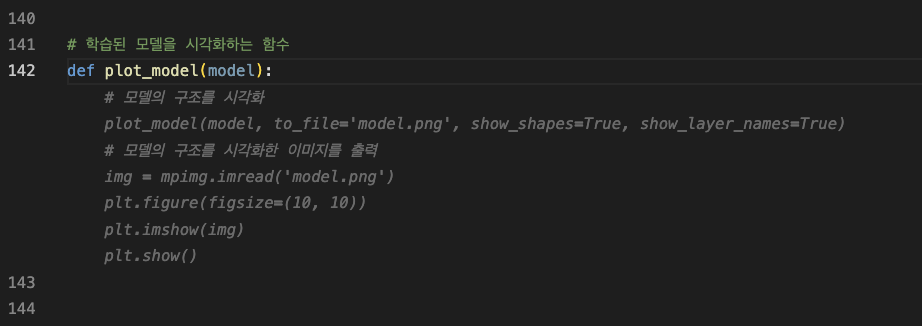 140
141 # 학습된 모델을 시각화하는 함수
142 def plot_model(model):
# 모델의 구조를 시각화
plot_model(model, to_file='model.png', show_shapes=True, show_layer_names=True)
# 모델의 구조를 시각화한 이미지를 출력
img = mpimg.imread('model.png')
plt.figure(figsize=(10, 10))
plt.imshow(img)
plt.show()
143
144